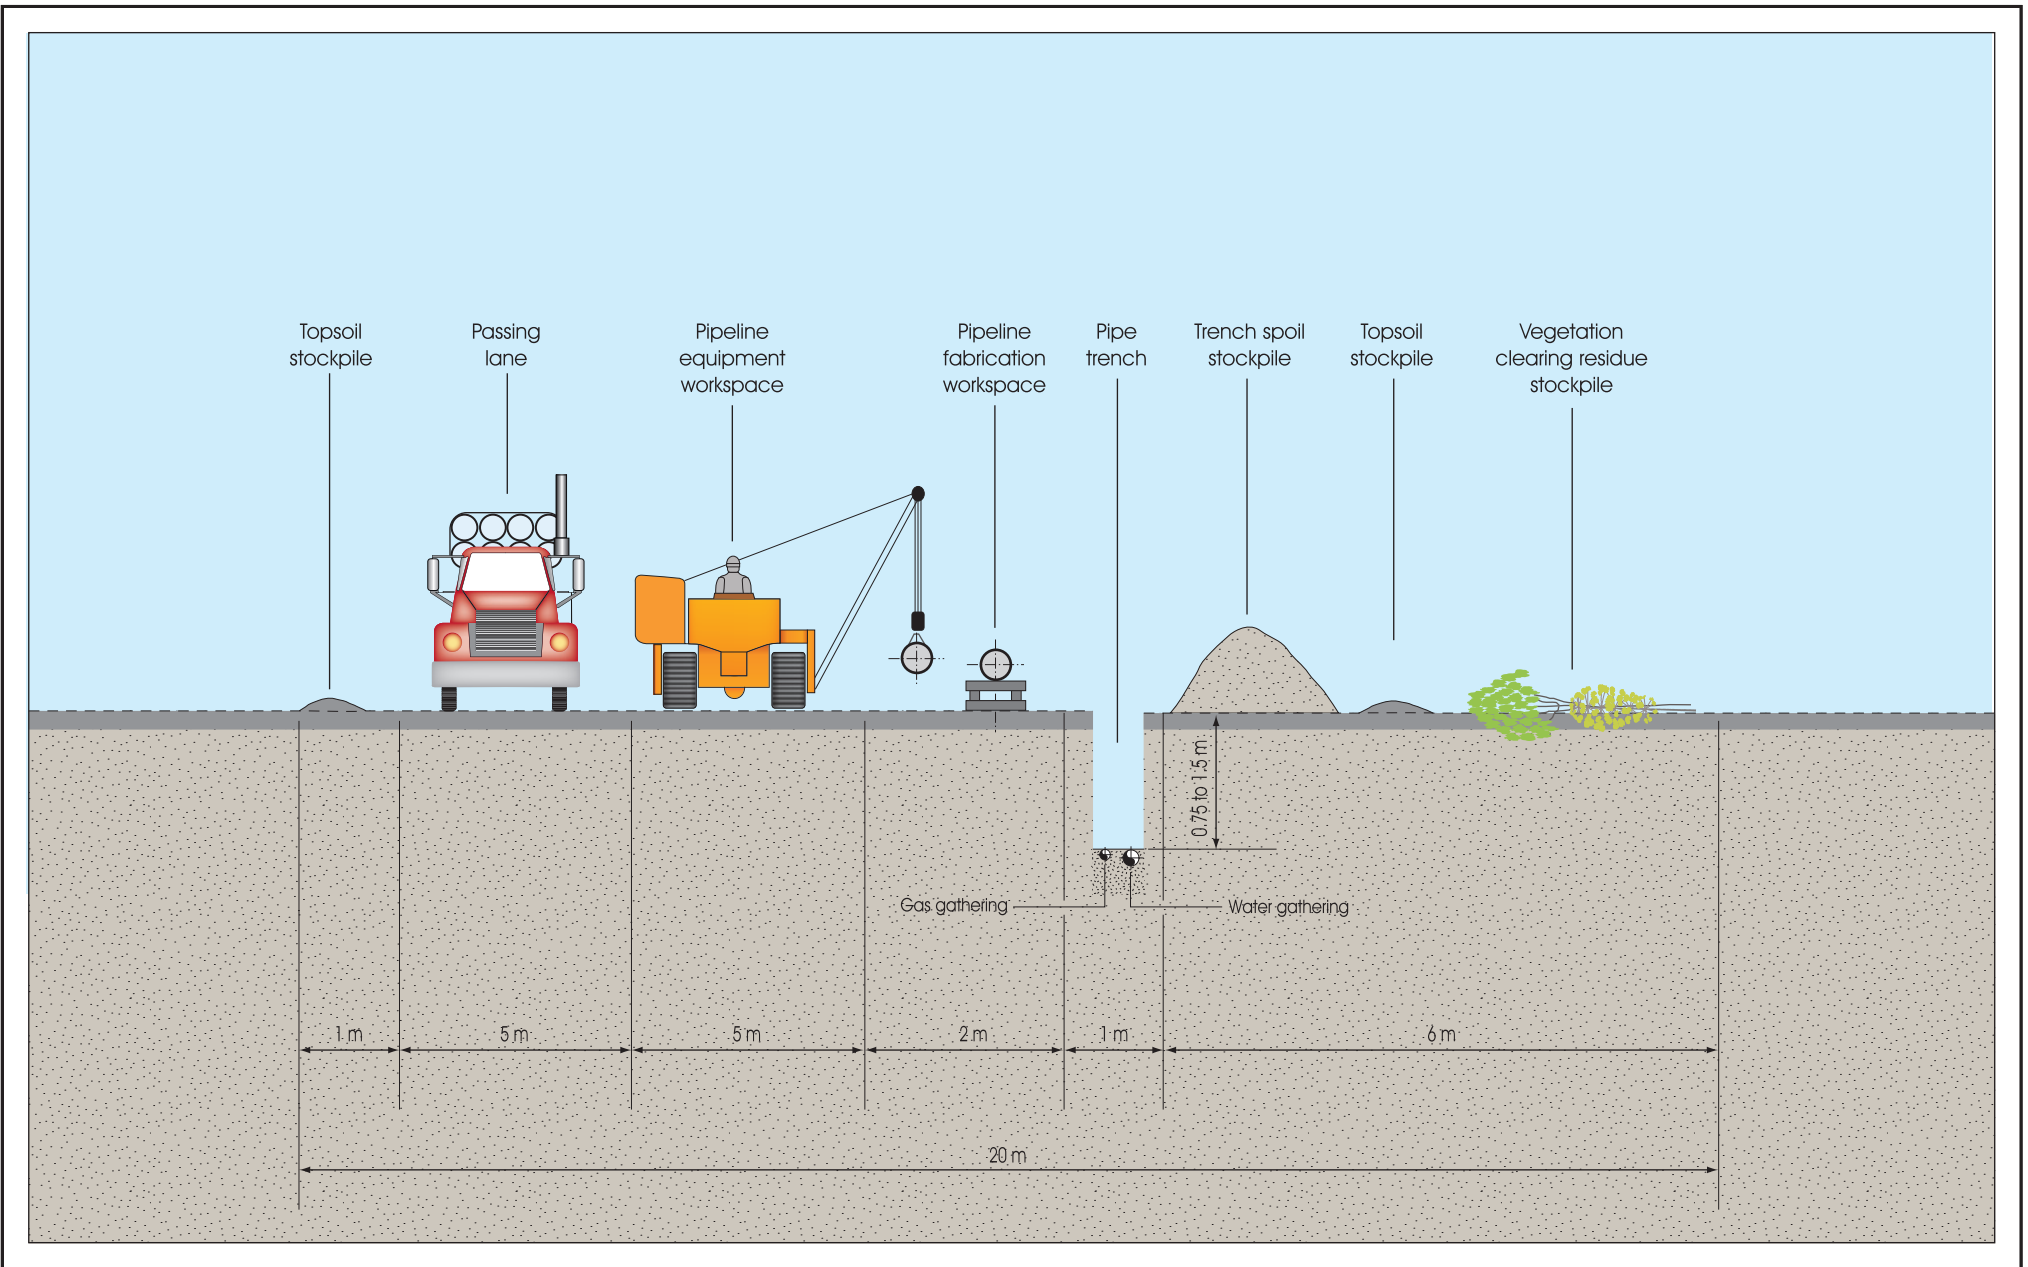 Topsoil
stockpile
Passing
lane
Pipeline
equipment
workspace
Pipeline
fabrication
workspace
Pipe
trench
Trench spoil
stockpile
Topsoil
stockpile
Vegetation
clearing residue
stockpile
0.75 to 1.5 m
Gas gathering
Water gathering
1 m
5 m
5 m
2 m
1 m
6 m
20 m